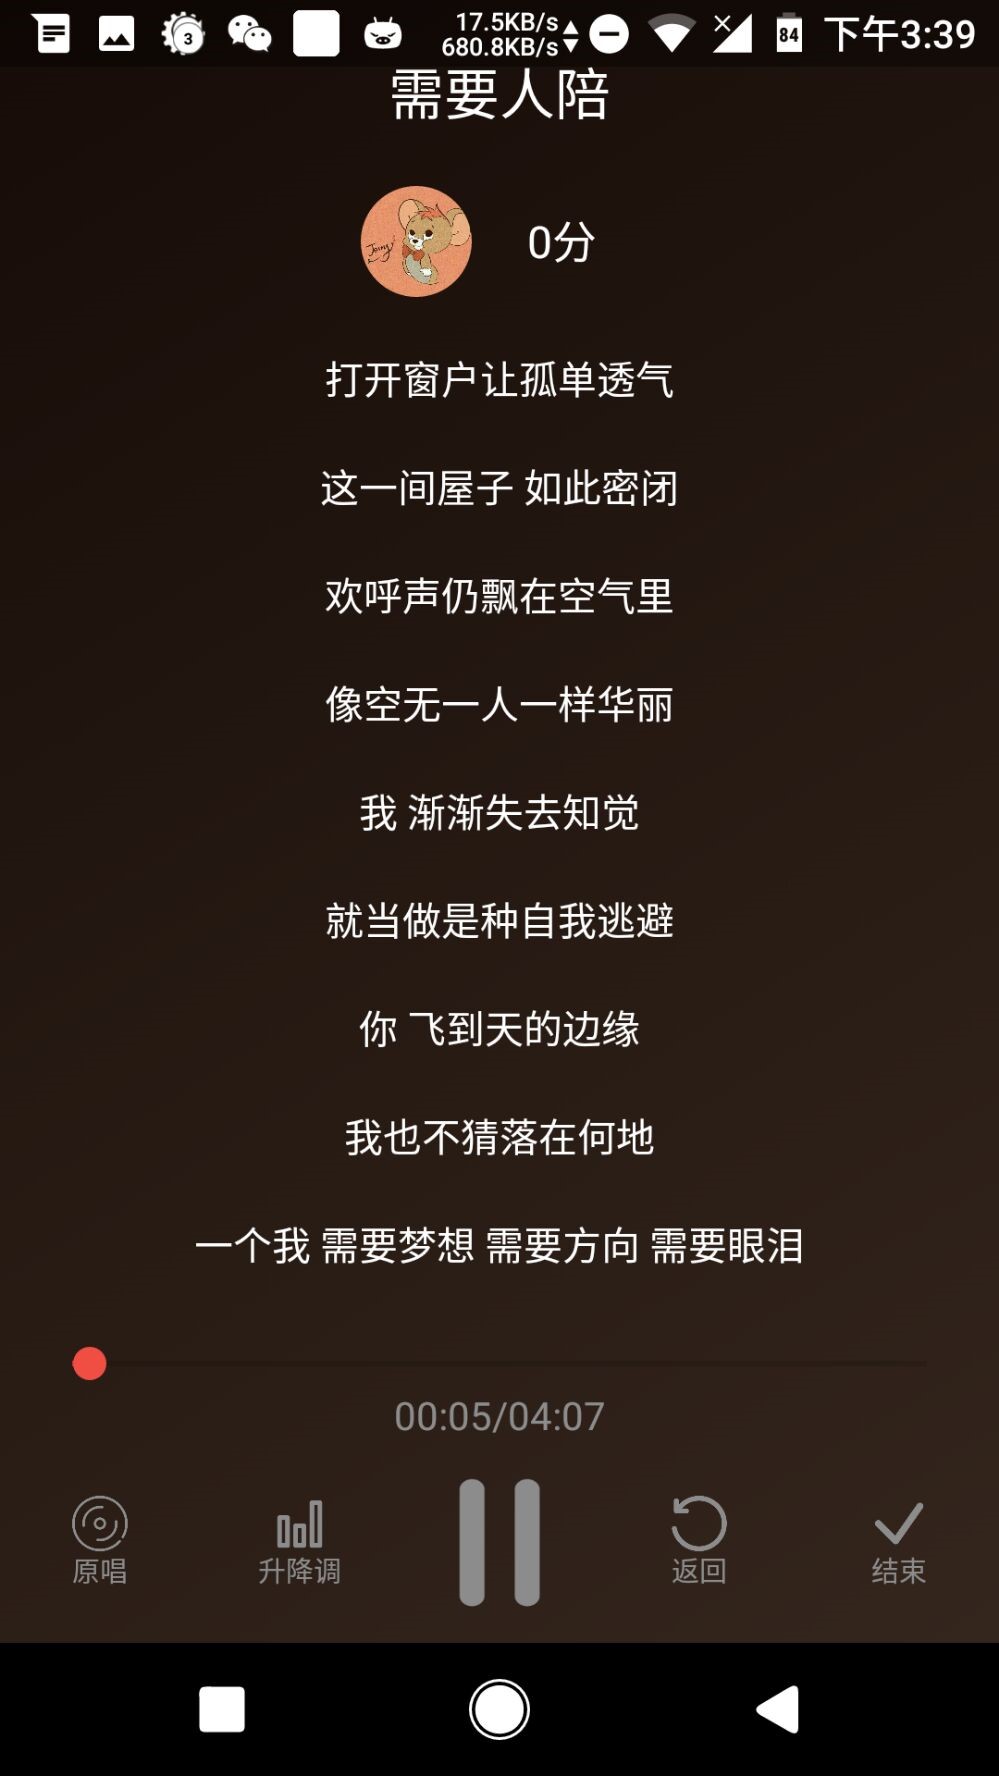 17.5KB/s
680.8KB/s
3
84
下午3:39
需要人陪
0分
打开窗户让孤单透气
这一间屋子 如此密闭
欢呼声仍飘在空气里
像空无一人一样华丽
我 渐渐失去知觉
就当做是种自我逃避
你 飞到天的边缘
我也不猜落在何地
一个我 需要梦想 需要方向 需要眼泪
00:05/04:07
原唱
升降调
返回
结束